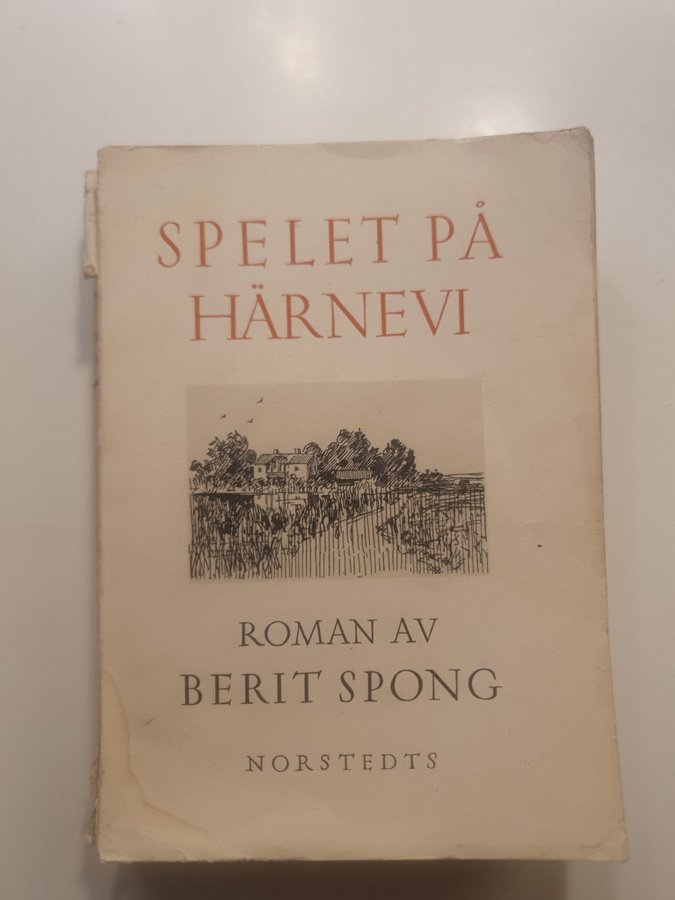 SPELET PÅ
HÄRNEVI
ROMAN AV
BERIT SPONG
NORSTEDTS